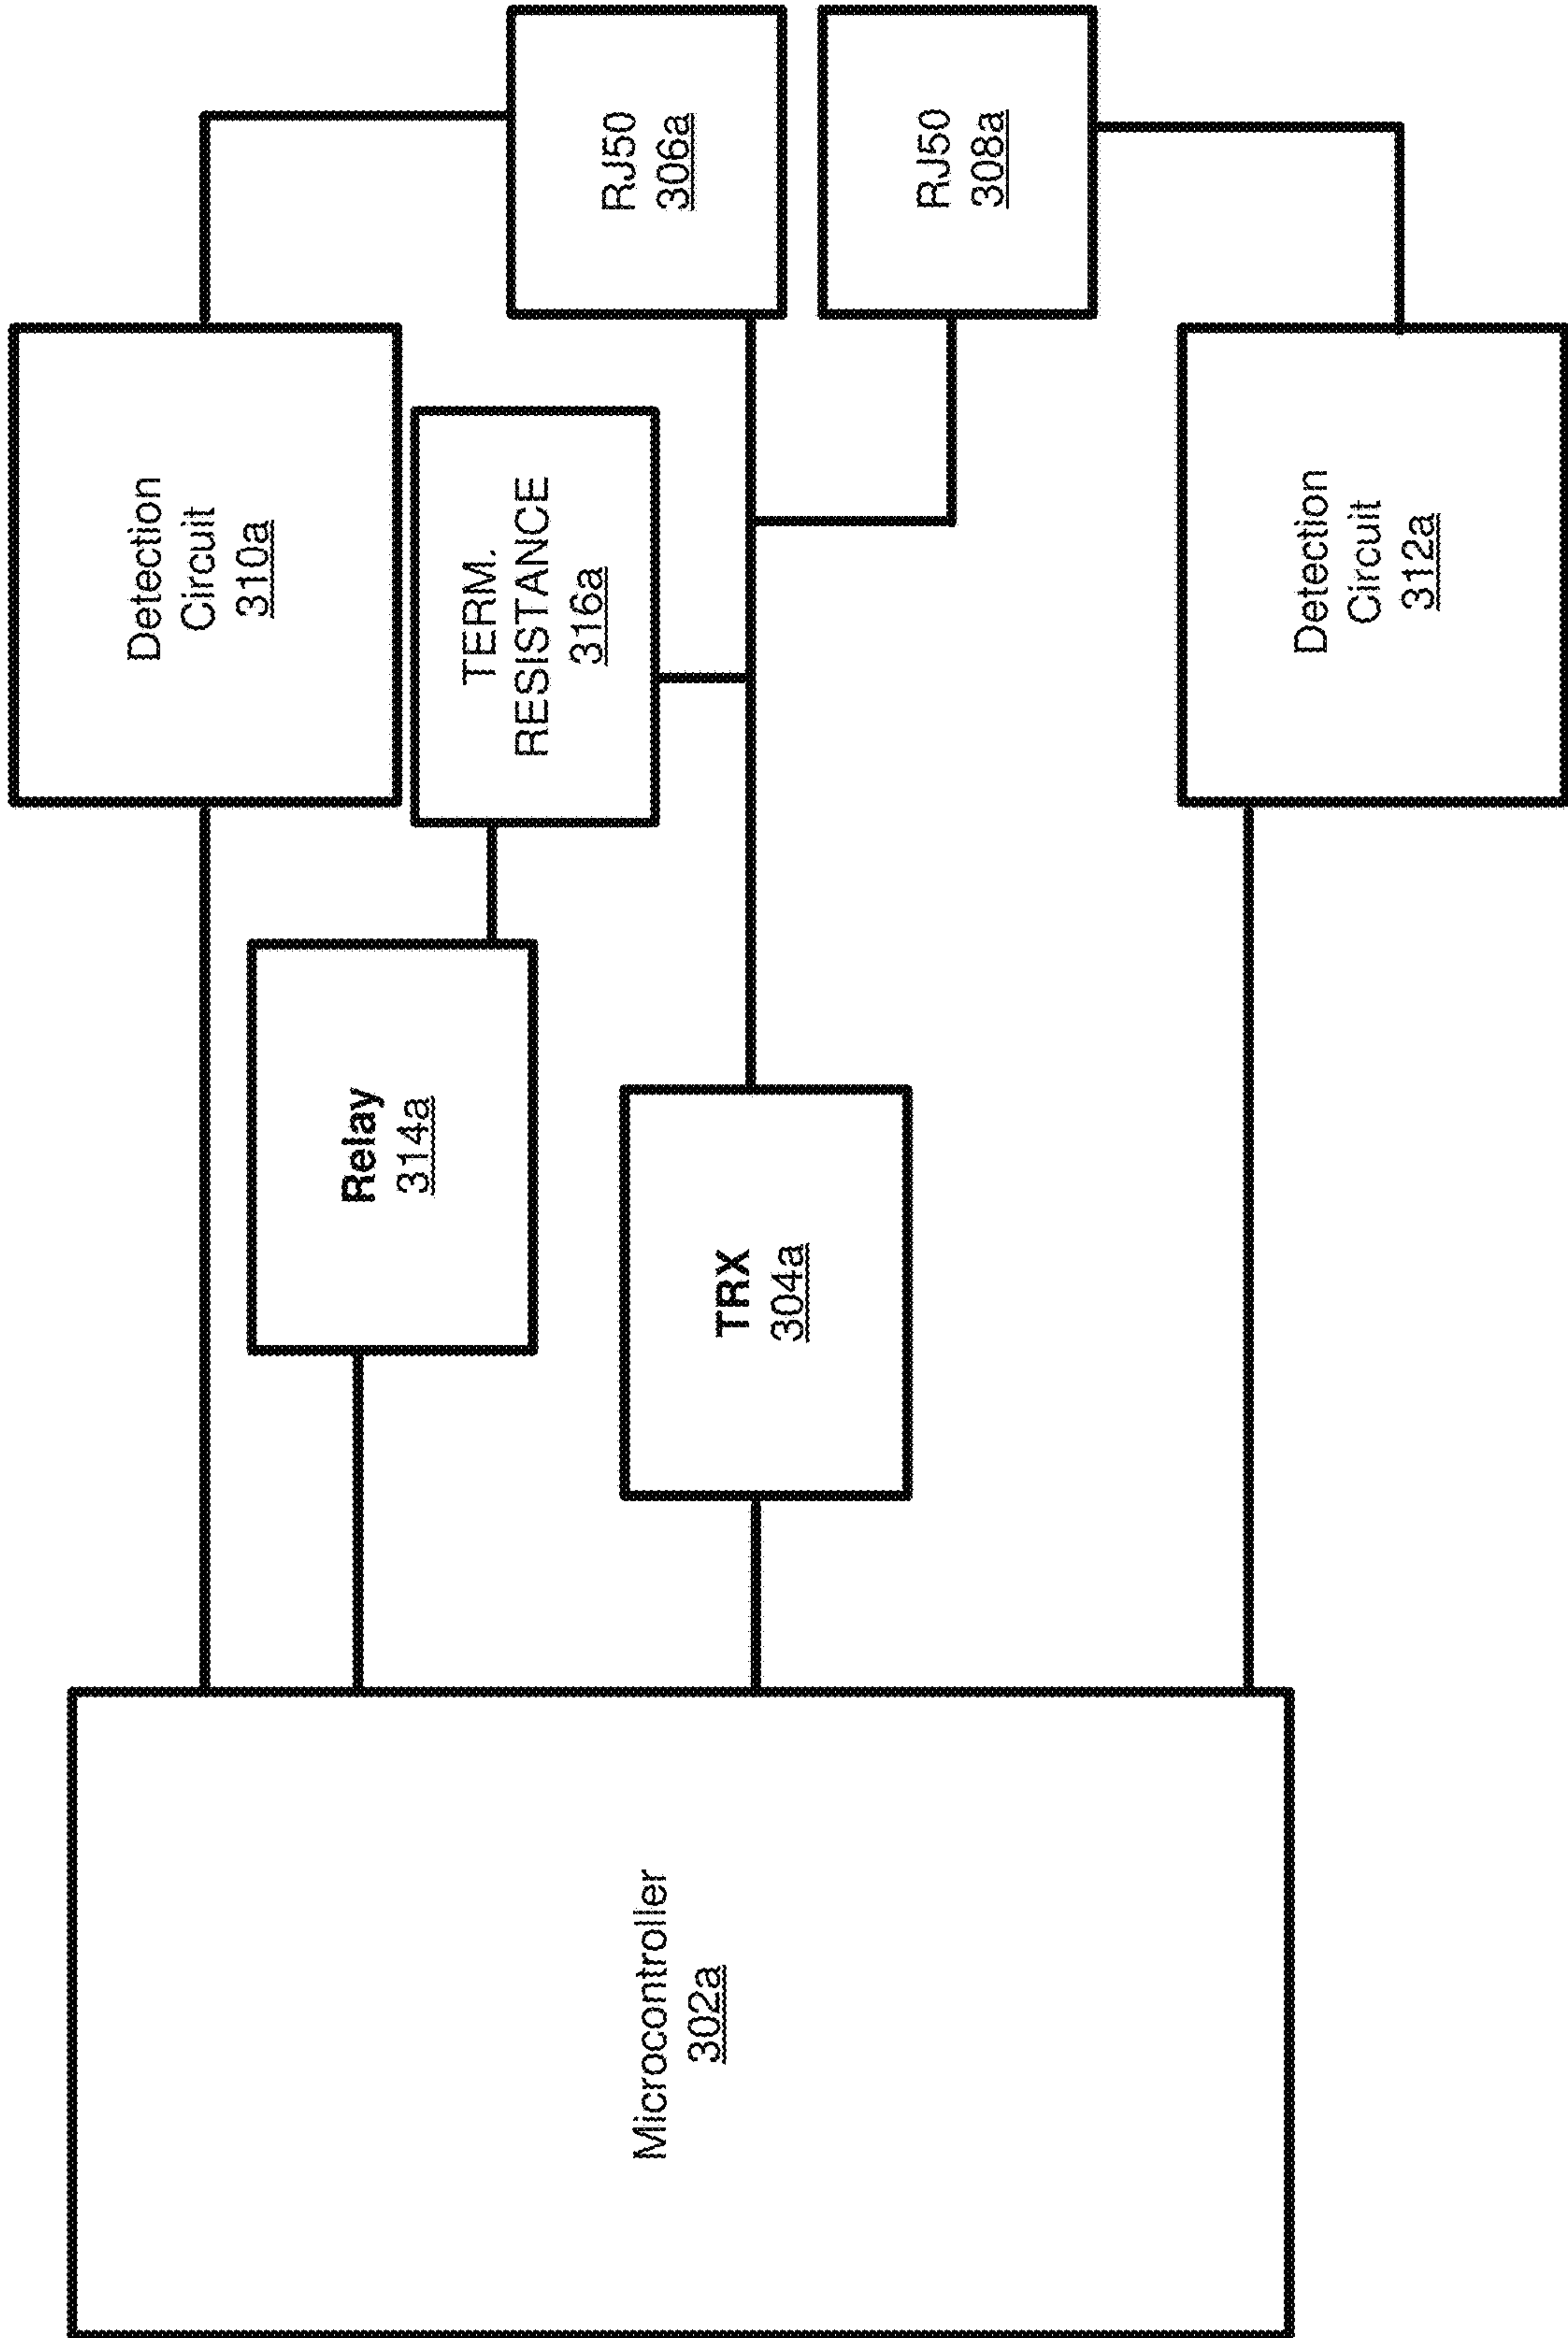 Detection
Circuit
310a
Relay
314a
TERM.
RESISTANCE
316a
RJ50
306a
Microcontroller
302a
TRX
304a
RJ50
308a
Detection
Circuit
312a